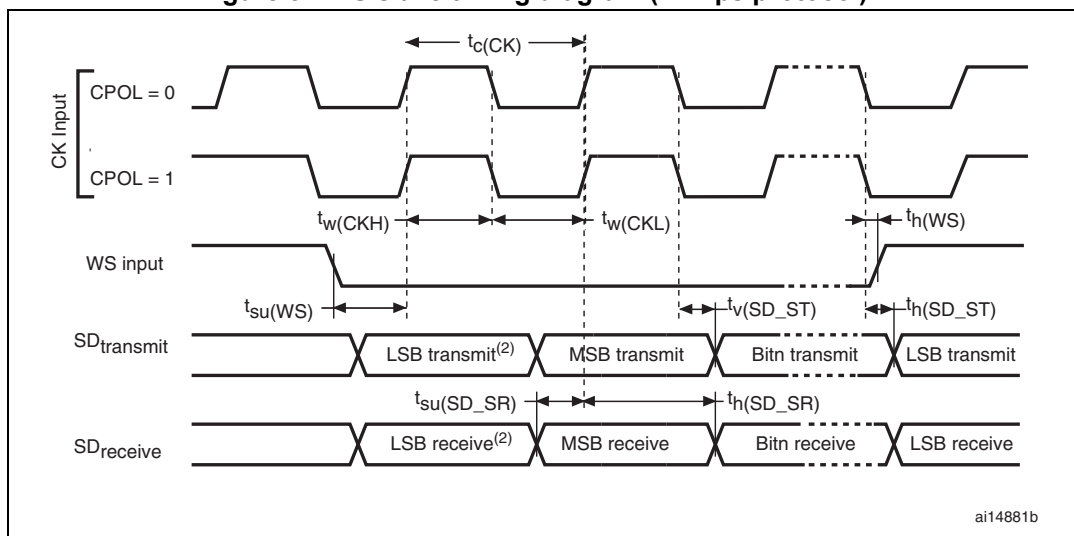 tc(CK)
CK Input
CPOL = 0
CPOL = 1
tw(CKH)
tw(CKL)
th(WS)
WS input
tsu(WS)
tv(SD_ST)
th(SD_ST)
SDtransmit
LSB transmit(2)
MSB transmit
Bitn transmit
LSB transmit
tsu(SD_SR)
th(SD_SR)
SDreceive
LSB receive(2)
MSB receive
Bitn receive
LSB receive
ai14881b